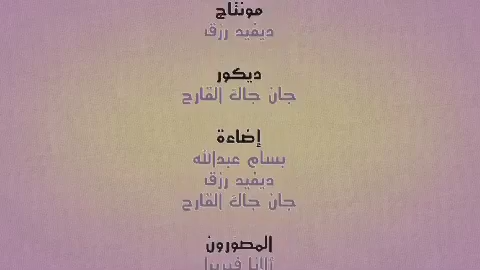 مونتاج
ديفيد رزق
ديكور
جان جاك القارح
إضاءة
بسام عبدالله
ديفيد رزق
جان جاك القارح
المصورون